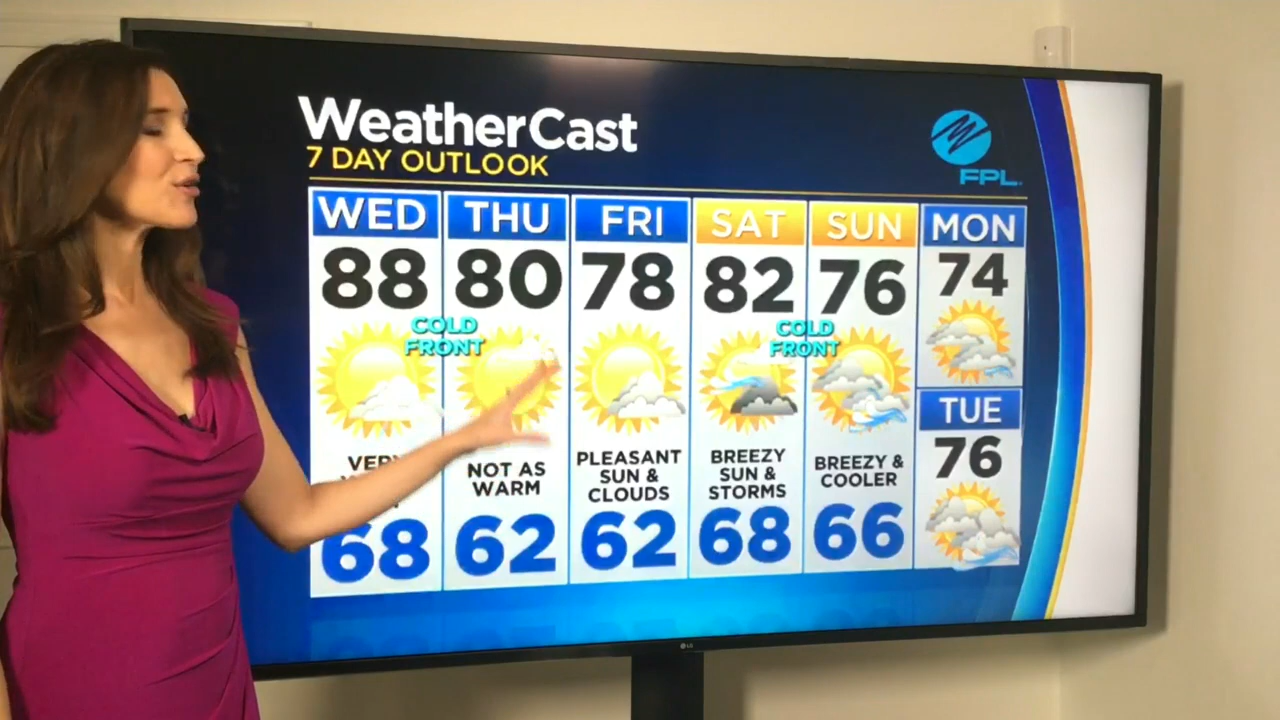 WeatherCast
7 DAY OUTLOOK
FPL.
WED
88
THU
80
FRI
78
SAT
82
SUN
76
MON
74
COLD
FRONT
COLD
FRONT
TUE
76
NOT AS
WARM
PLEASANT
SUN &
CLOUDS
BREEZY
SUN &
STORMS
BREEZY &
COOLER
68
62
62
68
66
LG